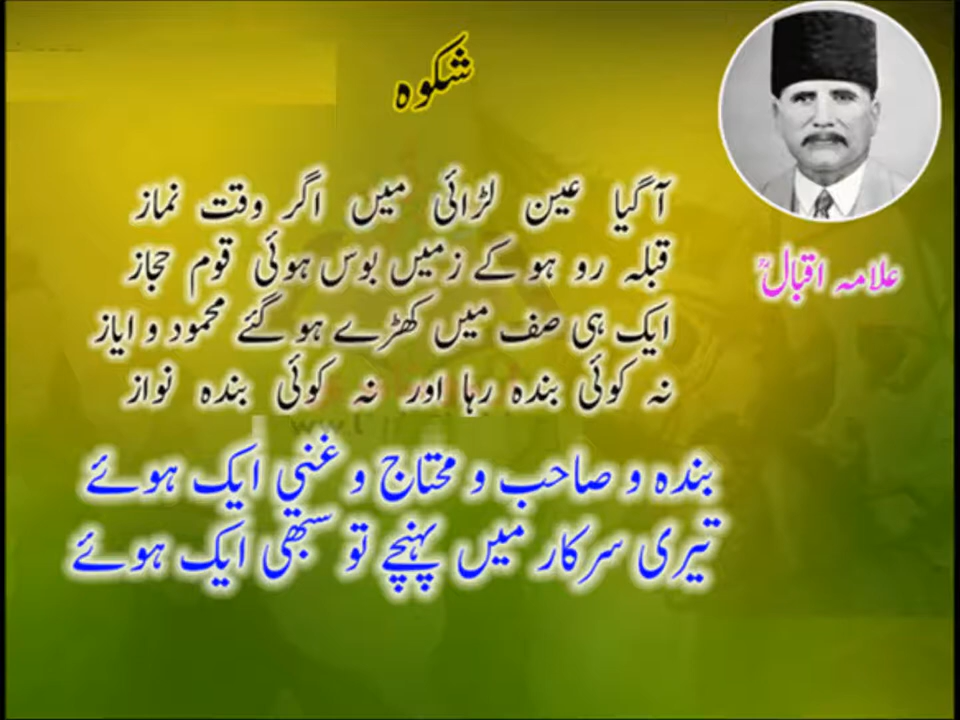 شکوہ
علامہ اقبالؒ
آ گیا عین لڑائی میں اگر وقت نماز
قبلہ رو ہو کے زمیں بوس ہوئی قوم حجاز
ایک ہی صف میں کھڑے ہو گئے محمود و ایاز
نہ کوئی بندہ رہا اور نہ کوئی بندہ نواز
بندہ و صاحب و محتاج و غنی ایک ہوئے
تیری سرکار میں پہنچے تو سبھی ایک ہوئے